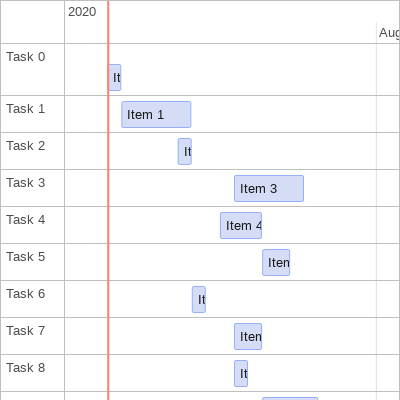 2020
Aug
Task 0
It
Task 1
Item 1
Task 2
It
Task 3
Item 3
Task 4
Item 4
Task 5
Iten
Task 6
It
Task 7
Iten
Task 8
It